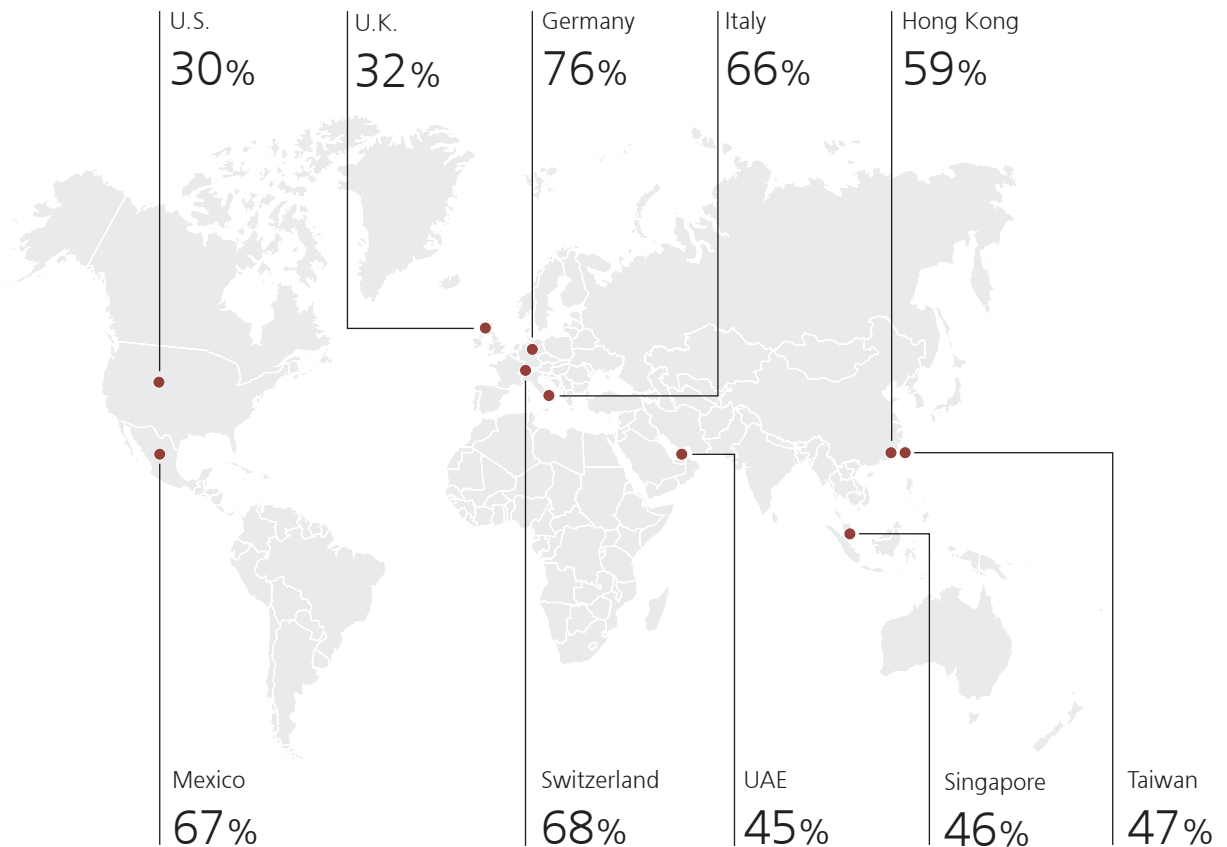 U.S.
30%
U.K.
32%
Germany
76%
Italy
66%
Hong Kong
59%
Mexico
67%
Switzerland
68%
UAE
45%
Singapore
46%
Taiwan
47%